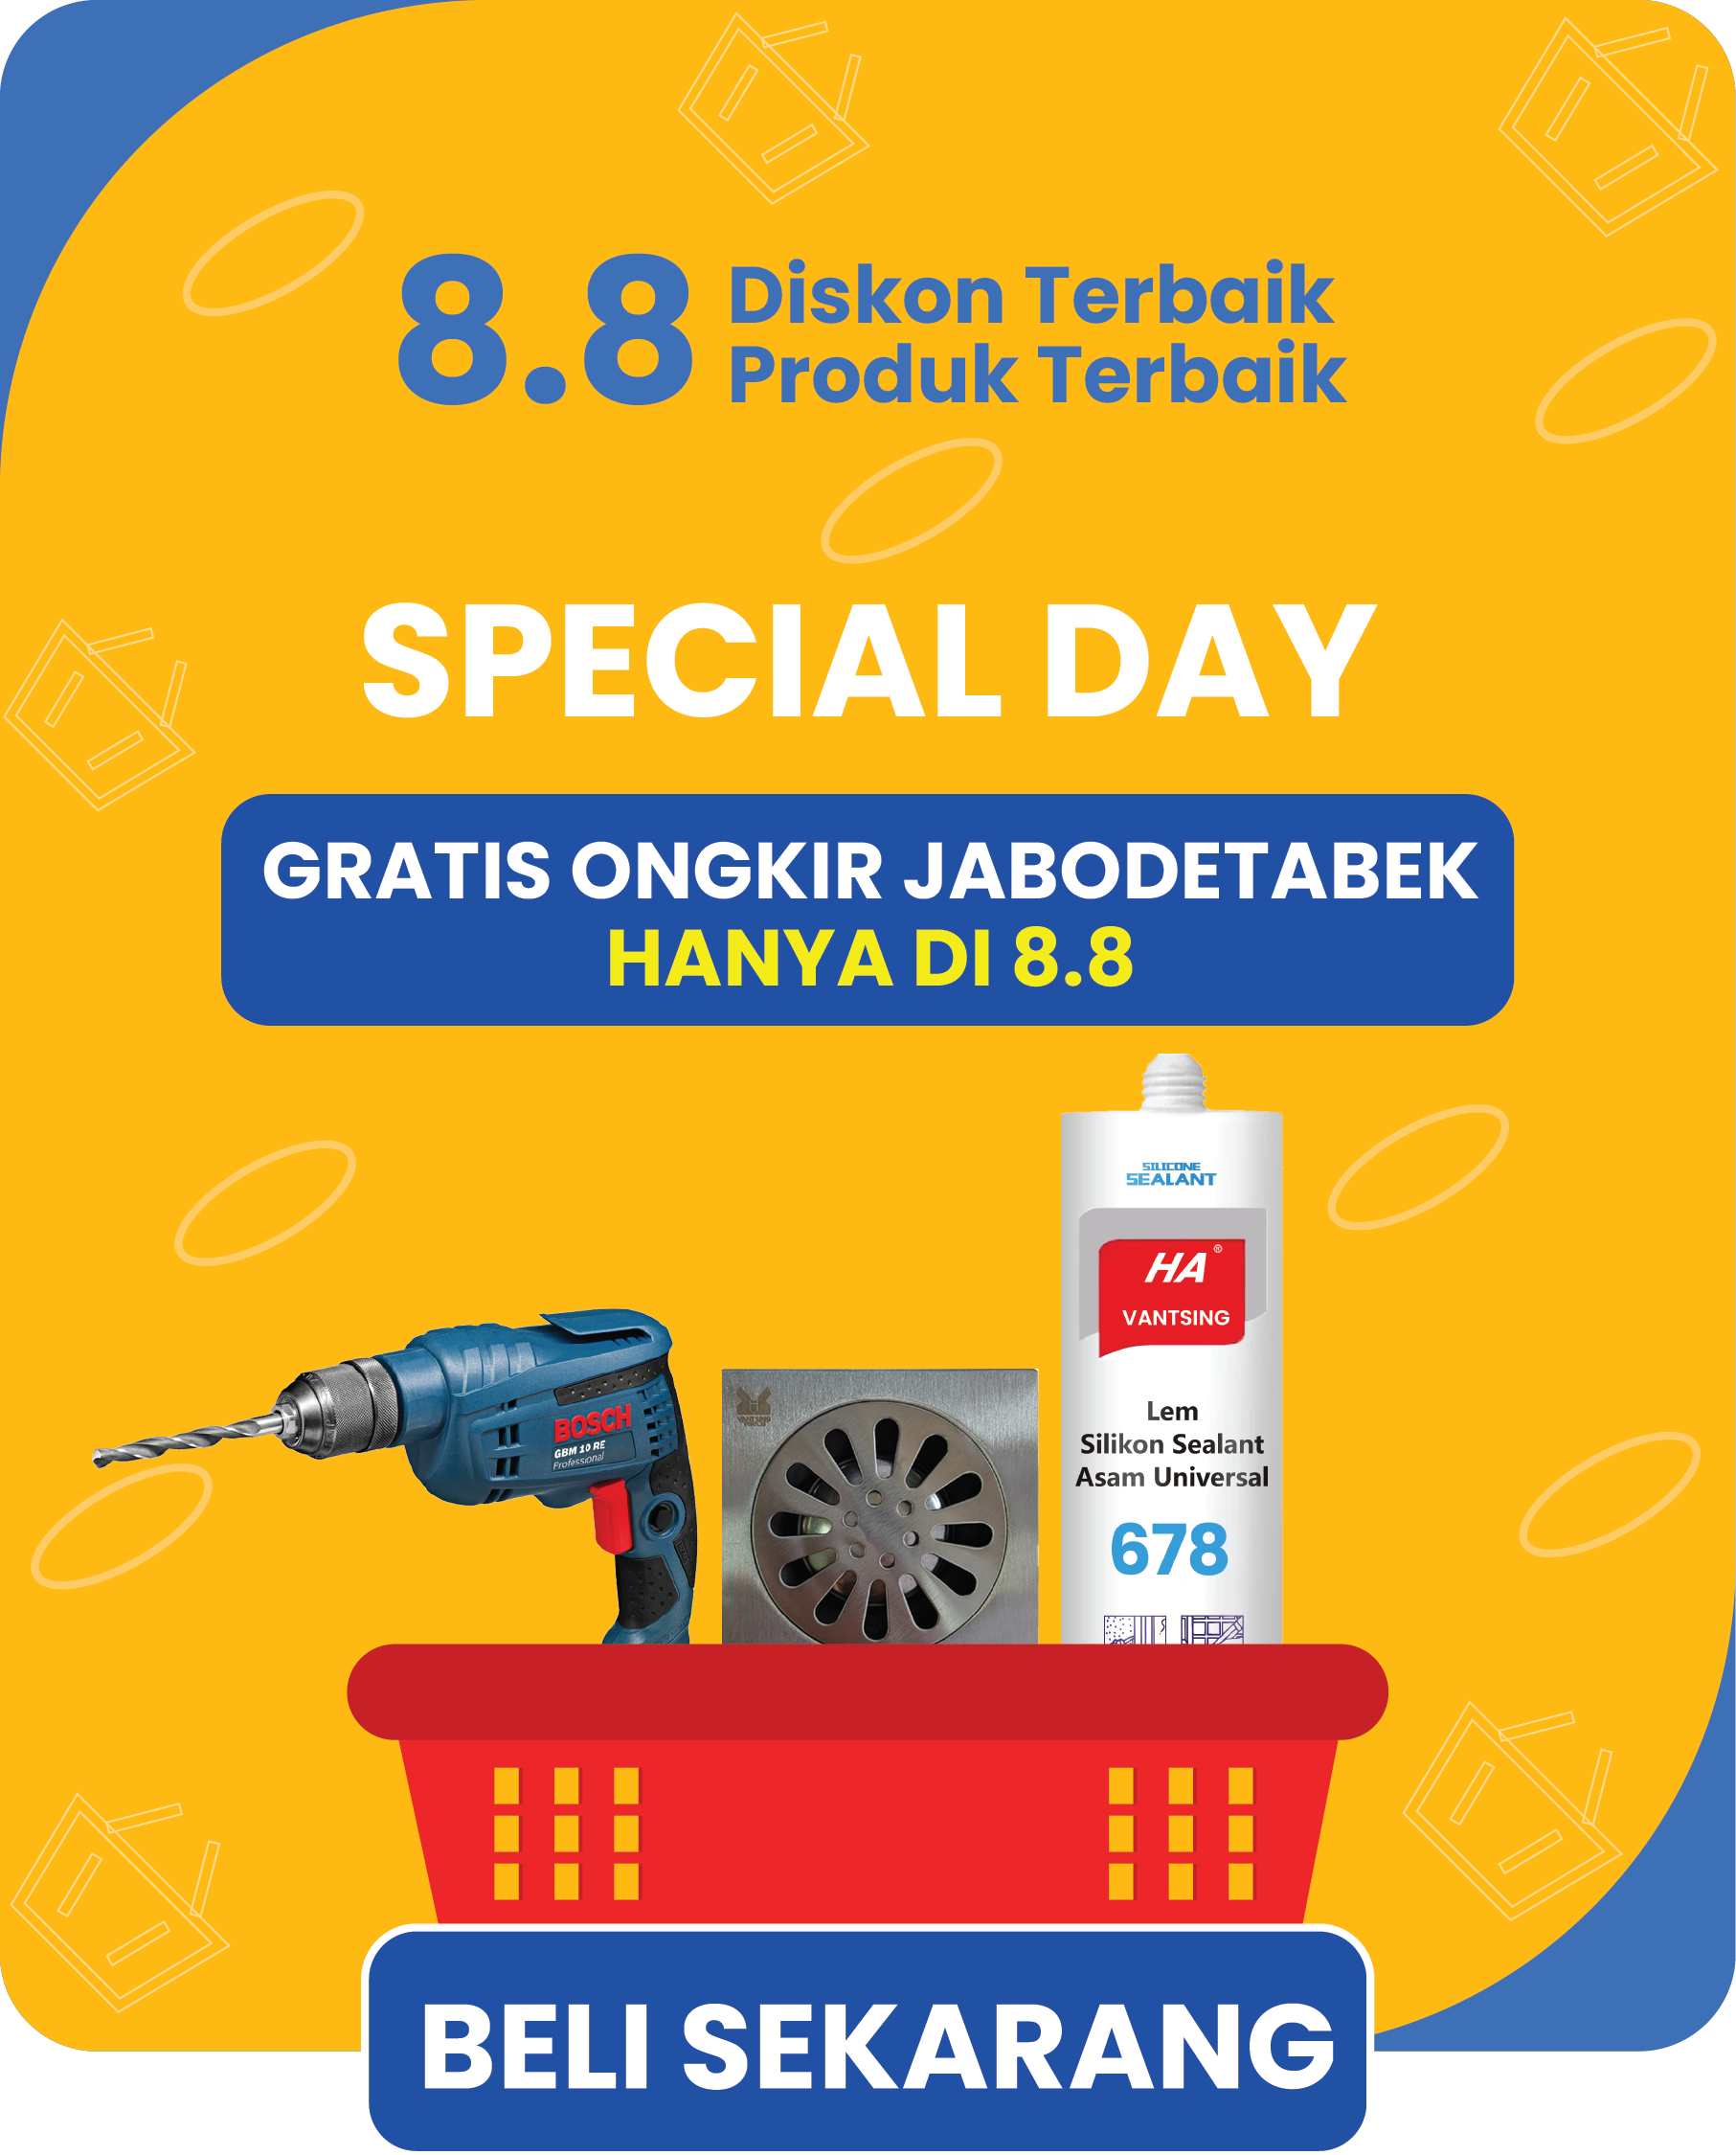 8.8
Diskon Terbaik
Produk Terbaik
SPECIAL DAY
GRATIS ONGKIR JABODETABEK
HANYA DI 8.8
SILICONE
SEALANT
HA®
VANTSING
Lem
Silikon Sealant
Asam Universal
678
BOSCH
GBM 10 RE
Professional
VANTSING
BELI SEKARANG